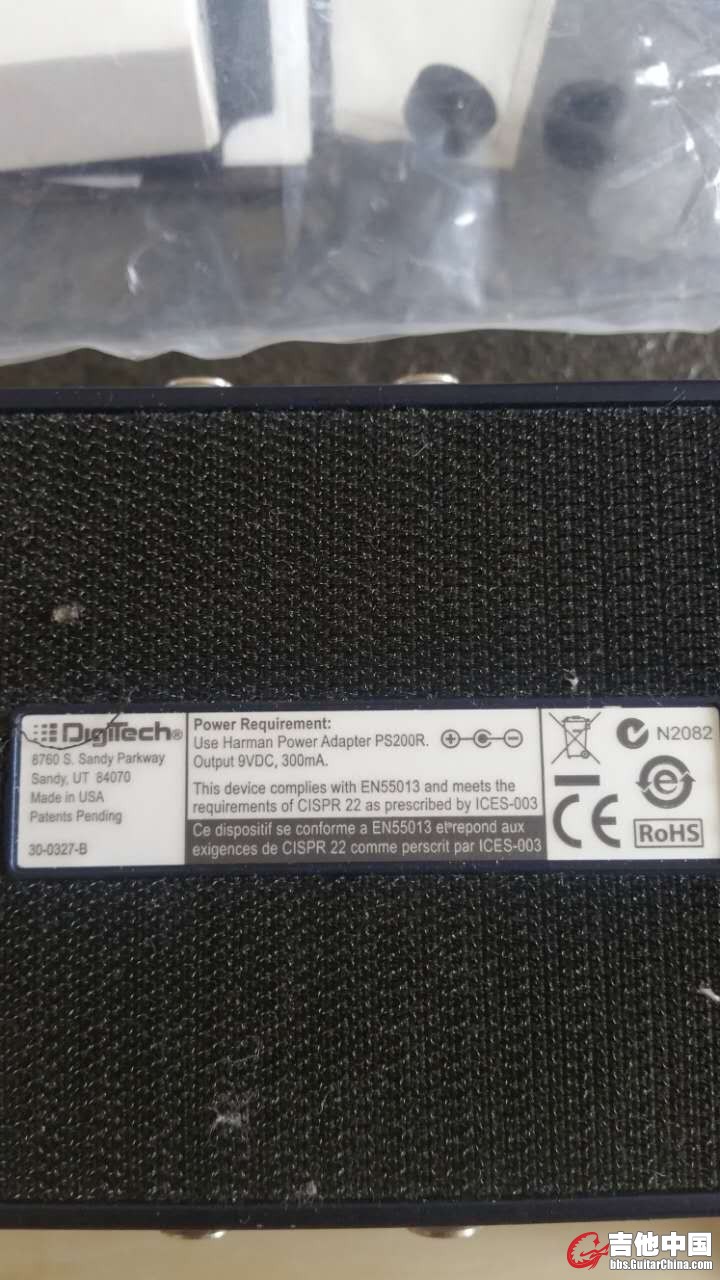 DigiTech®
8760 S. Sandy Parkway
Sandy, UT 84070
Made in USA
Patents Pending
30-0327-B
Power Requirement:
Use Harman Power Adapter PS200R.
Output 9VDC, 300mA.
This device complies with EN55013 and meets the
requirements of CISPR 22 as prescribed by ICES-003
Ce dispositif se conforme a EN55013 et repond aux
exigences de CISPR 22 comme perscrit par ICES-003
N2082
CE
RoHS
吉他中国
bbs.GuitarChina.com